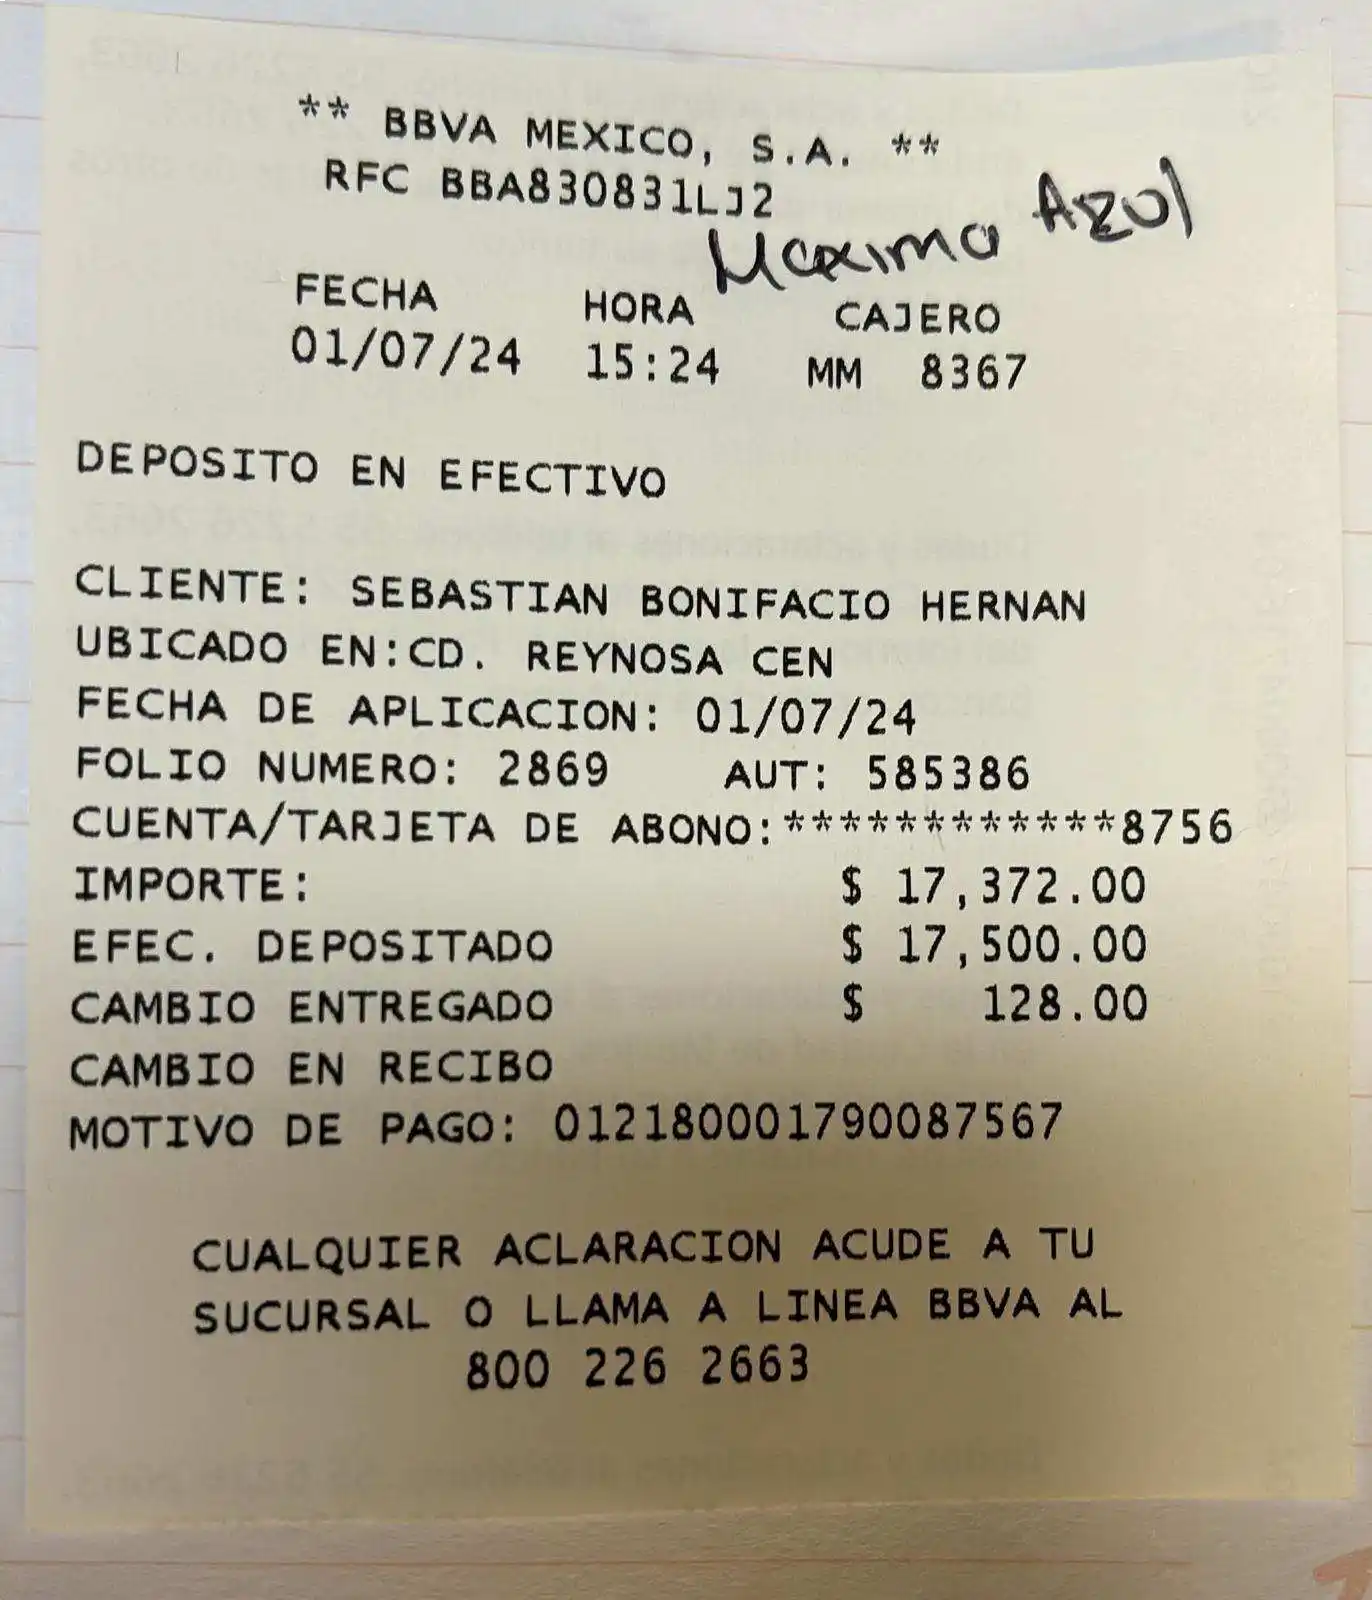 ** BBVA MEXICO, S.A. **
RFC BBA830831LJ2
Maximo Azul
FECHA HORA CAJERO
01/07/24 15:24 MM 8367
DEPOSITO EN EFECTIVO
CLIENTE: SEBASTIAN BONIFACIO HERNAN
UBICADO EN:CD. REYNOSA CEN
FECHA DE APLICACION: 01/07/24
FOLIO NUMERO: 2869 AUT: 585386
CUENTA/TARJETA DE ABONO:************8756
IMPORTE: $ 17,372.00
EFEC. DEPOSITADO $ 17,500.00
CAMBIO ENTREGADO $ 128.00
CAMBIO EN RECIBO
MOTIVO DE PAGO: 012180001790087567
CUALQUIER ACLARACION ACUDE A TU
SUCURSAL O LLAMA A LINEA BBVA AL
800 226 2663